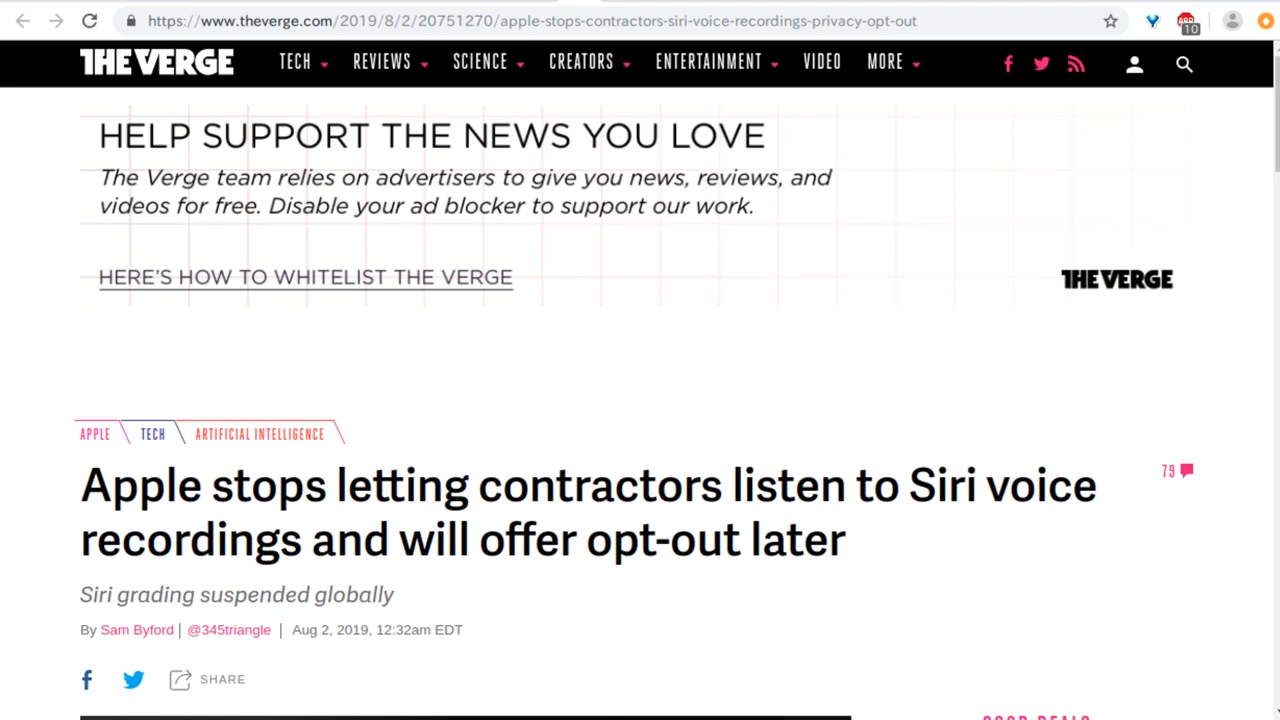 https://www.theverge.com/2019/8/2/20751270/apple-stops-contractors-siri-voice-recordings-privacy-opt-out
10
THE VERGE TECH REVIEWS SCIENCE CREATORS ENTERTAINMENT VIDEO MORE
HELP SUPPORT THE NEWS YOU LOVE
The Verge team relies on advertisers to give you news, reviews, and
videos for free. Disable your ad blocker to support our work.
HERE'S HOW TO WHITELIST THE VERGE
THE VERGE
APPLE TECH ARTIFICIAL INTELLIGENCE
Apple stops letting contractors listen to Siri voice
recordings and will offer opt-out later
79
Siri grading suspended globally
By Sam Byford | @345triangle | Aug 2, 2019, 12:32am EDT
SHARE